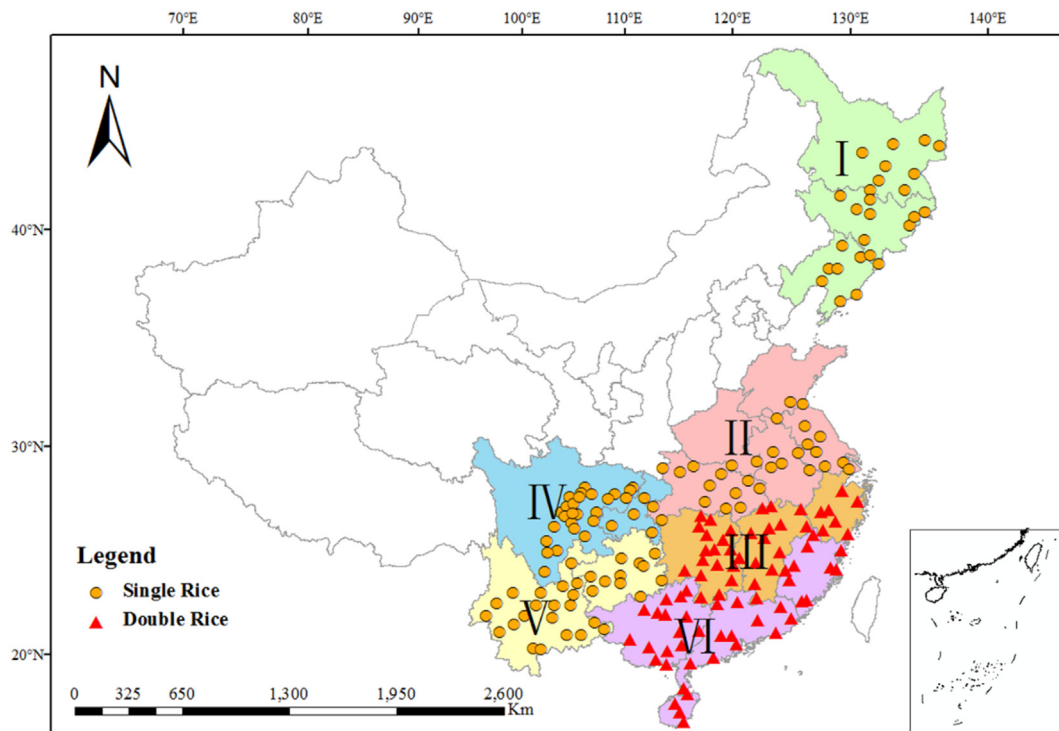 70°E 80°E 90°E 100°E 110°E 120°E 130°E 140°E
N
I
40°N
II
30°N
IV
III
Legend
Single Rice
V
VI
Double Rice
20°N
0 325 650 1,300 1,950 2,600
Km